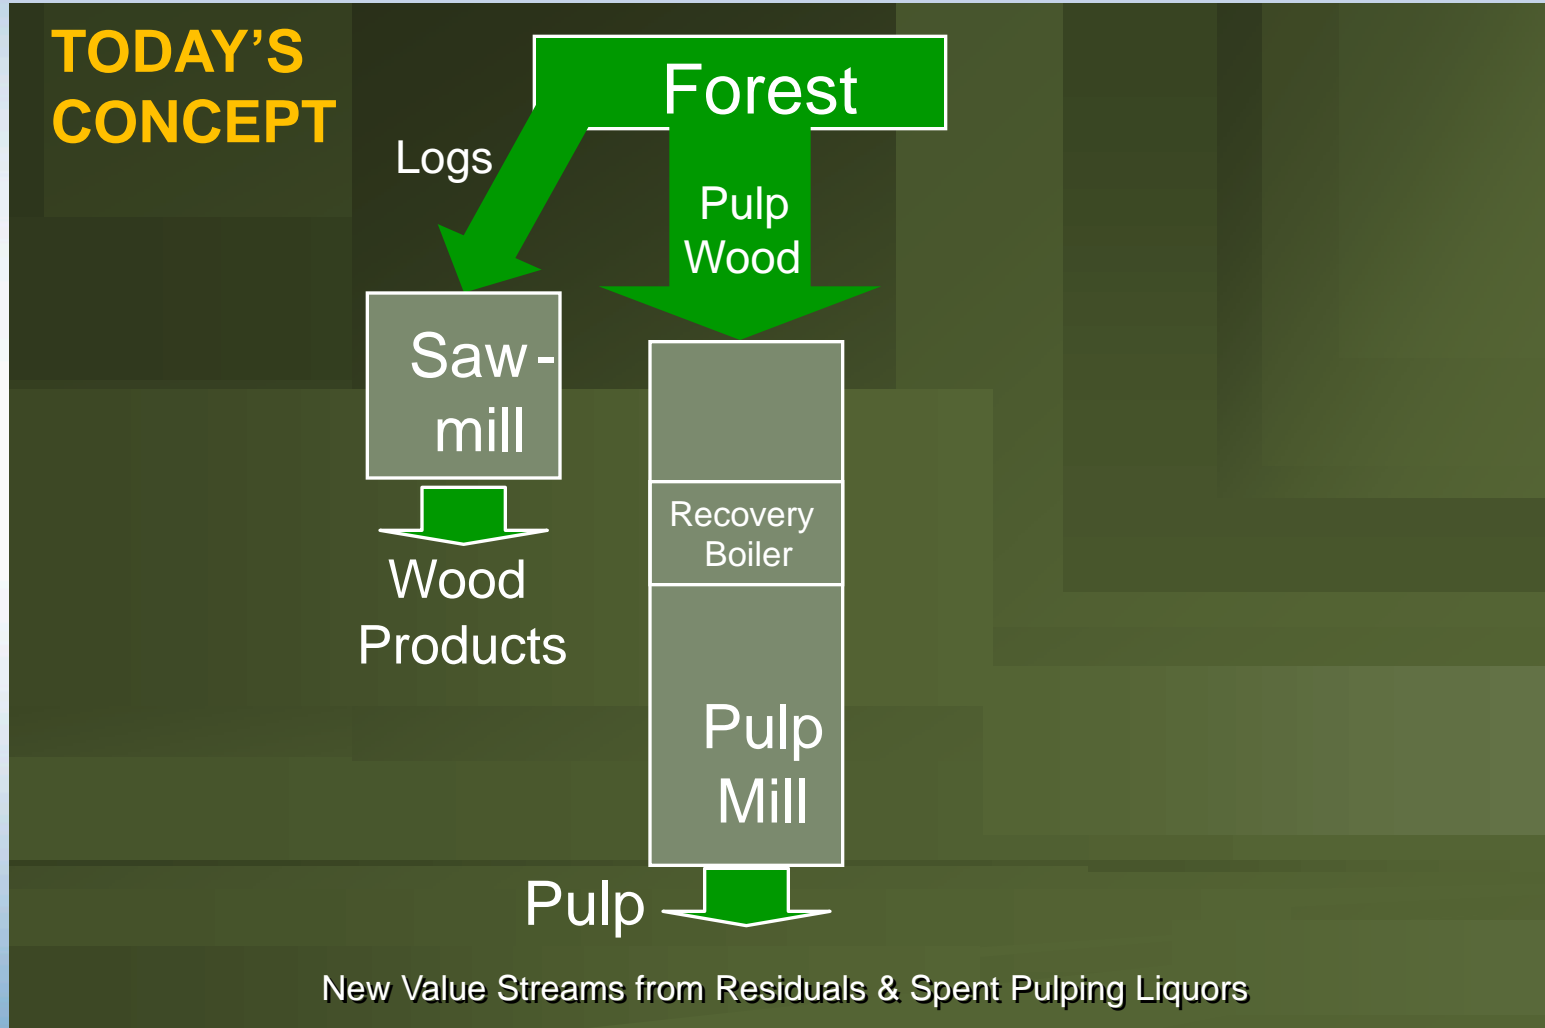 TODAY’S
CONCEPT
Forest
Logs
Pulp
Wood
Saw-
mill
Recovery
Boiler
Wood
Products
Pulp
Mill
Pulp
New Value Streams from Residuals & Spent Pulping Liquors